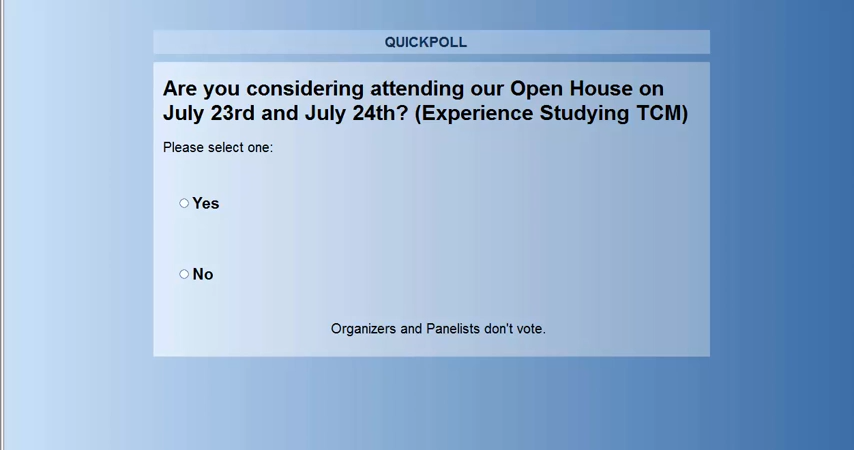 QUICKPOLL
Are you considering attending our Open House on
July 23rd and July 24th? (Experience Studying TCM)
Please select one:
Yes
No
Organizers and Panelists don't vote.